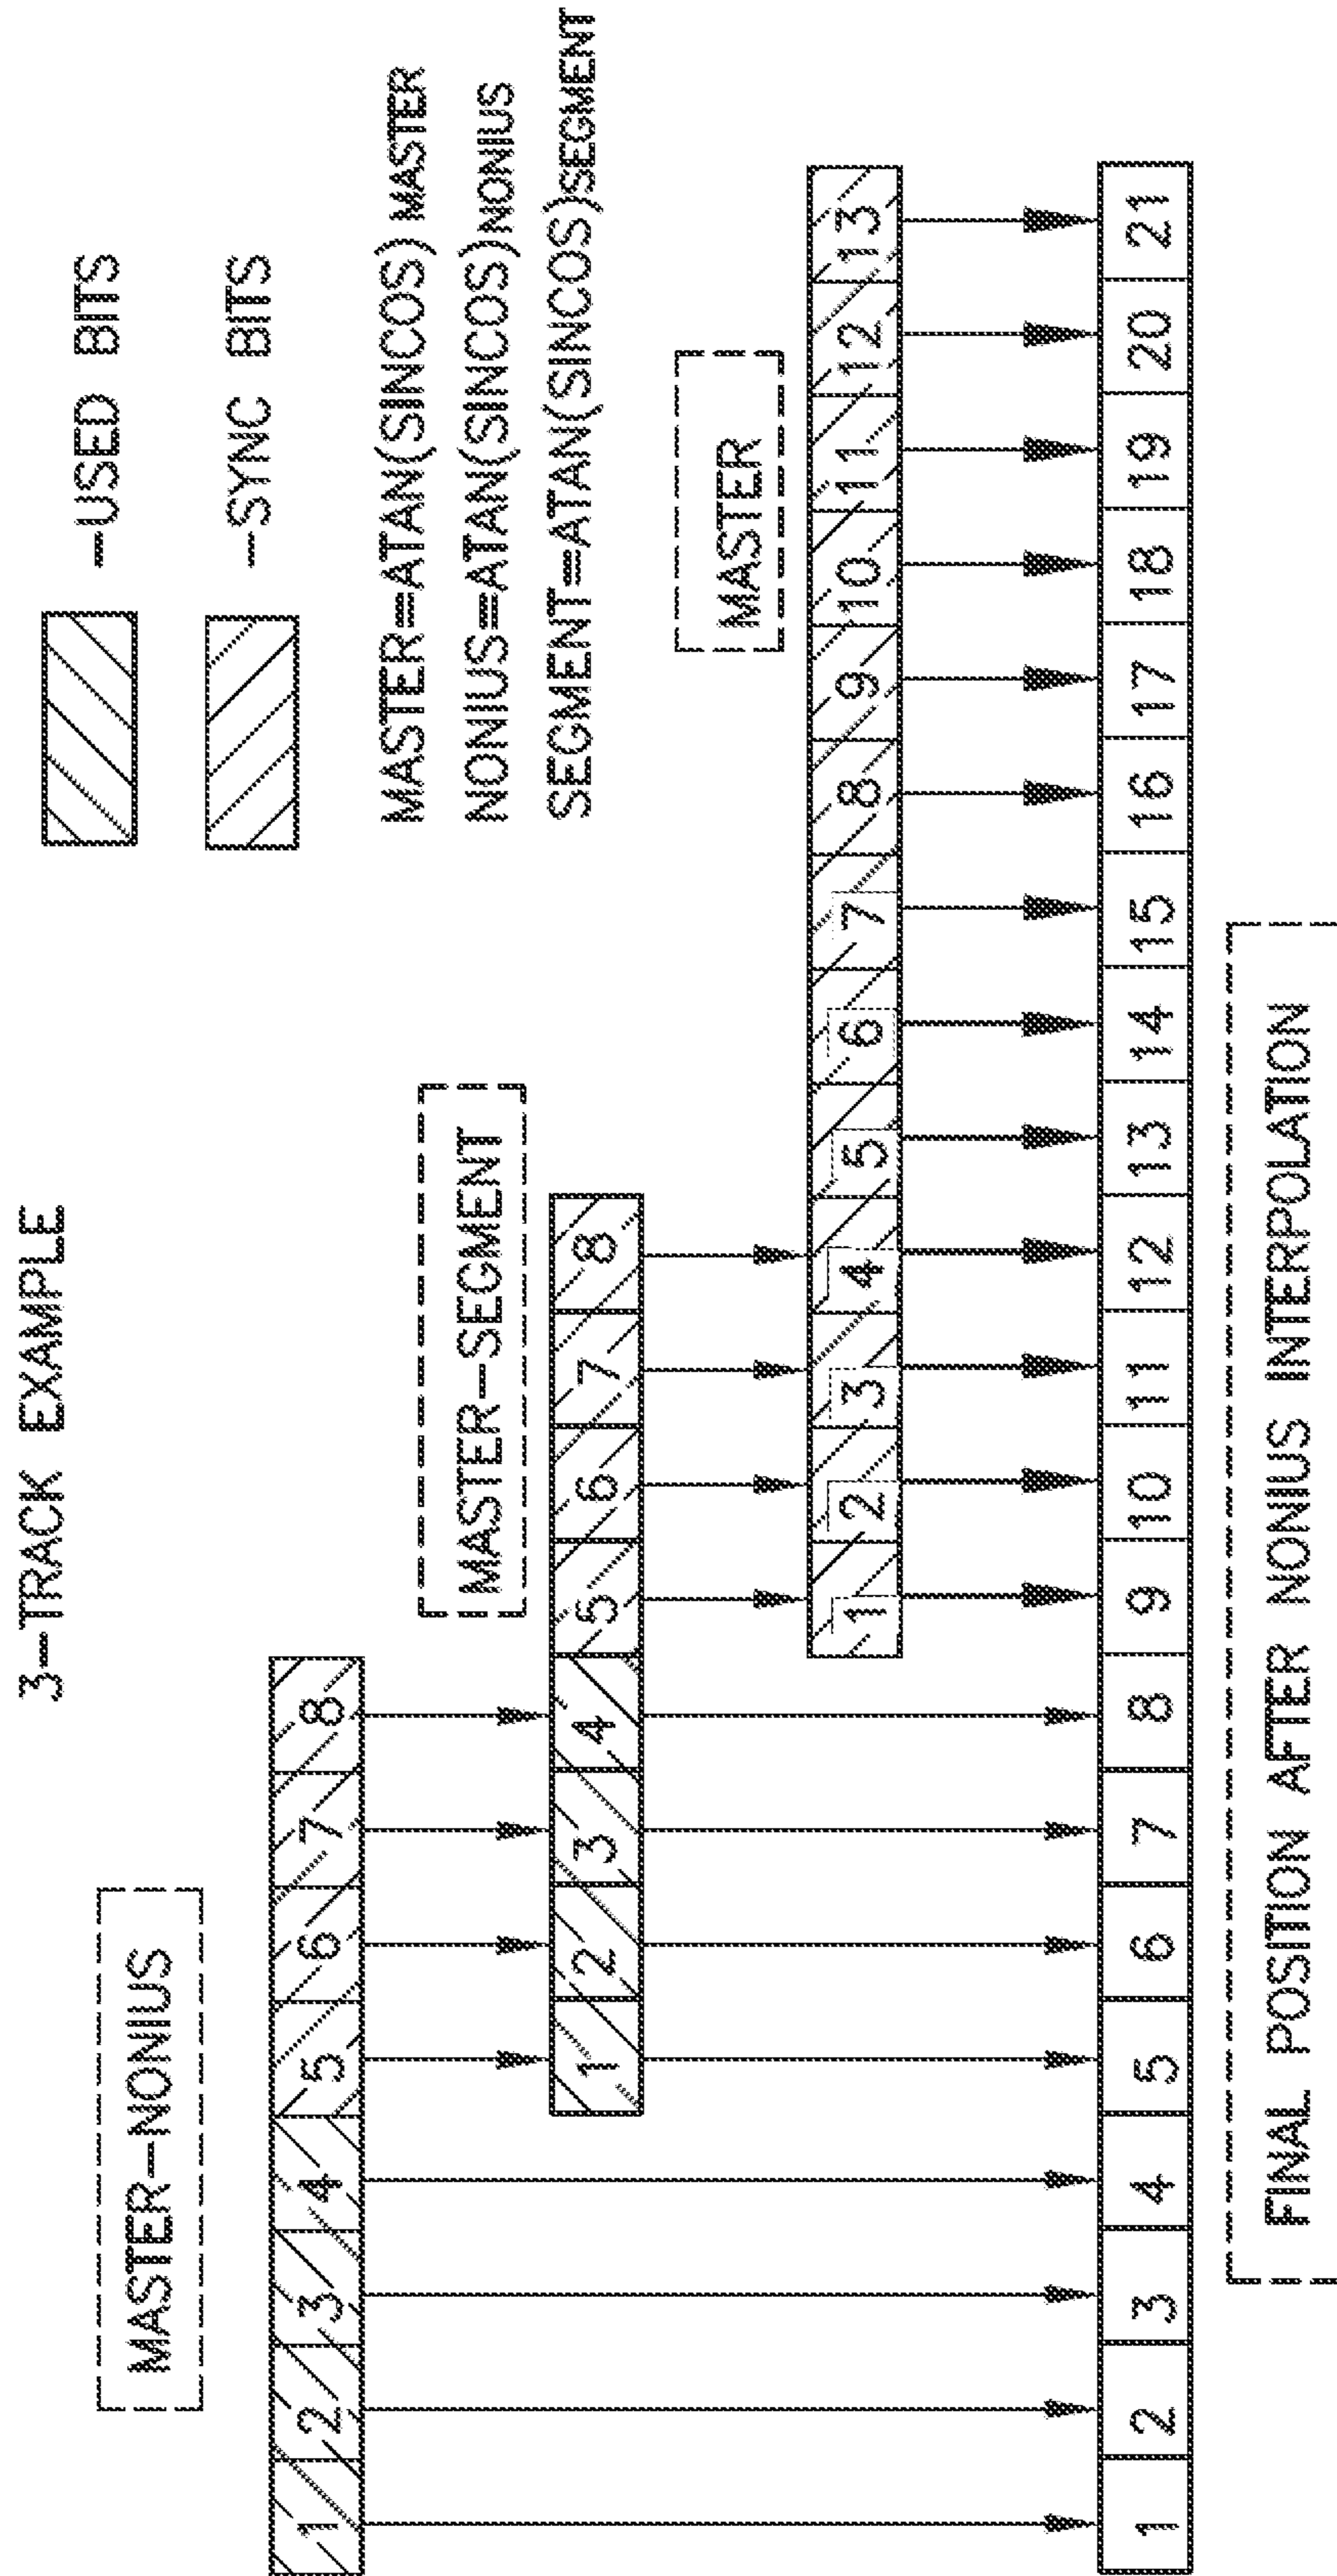 3-TRACK EXAMPLE
-USED BITS
-SYNC BITS
MASTER=ATAN(SINCOS)MASTER
NONIUS=ATAN(SINCOS)NONIUS
SEGMENT=ATAN(SINCOS)SEGMENT
MASTER-NONIUS
1 2 3 4 5 6 7 8
MASTER-SEGMENT
1 2 3 4 5 6 7 8
MASTER
1 2 3 4 5 6 7 8 9 10 11 12 13
1 2 3 4 5 6 7 8 9 10 11 12 13 14 15 16 17 18 19 20 21
FINAL POSITION AFTER NONIUS INTERPOLATION